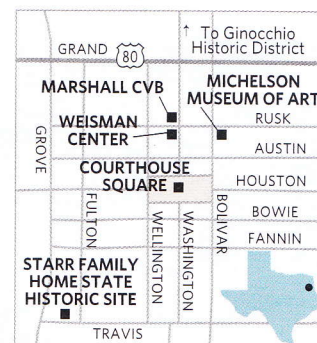 ↑ To Ginocchio
Historic District
GRAND
80
MARSHALL CVB
MICHELSON
MUSEUM OF ART
WEISMAN
CENTER
RUSK
AUSTIN
GROVE
COURTHOUSE
SQUARE
HOUSTON
FULTON
WELLINGTON
WASHINGTON
BOLIVAR
BOWIE
FANNIN
STARR FAMILY
HOME STATE
HISTORIC SITE
TRAVIS